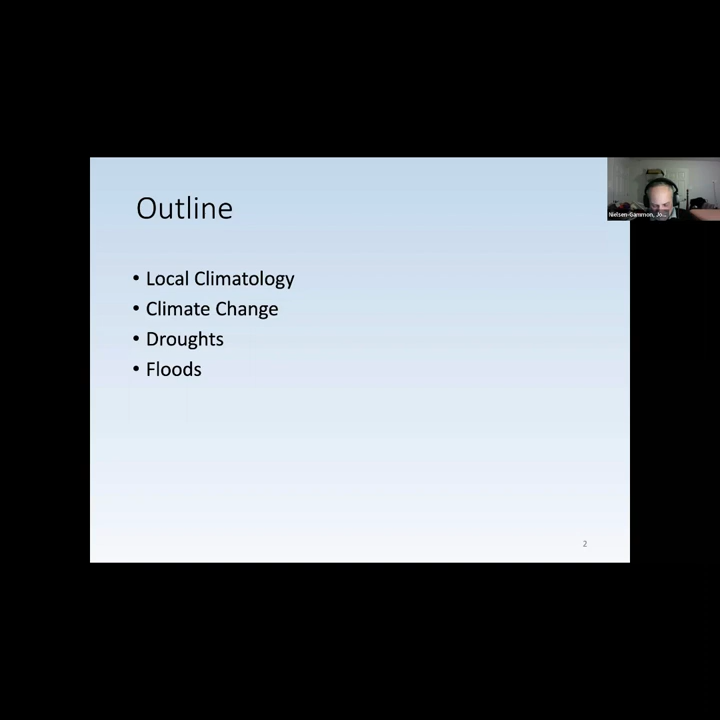 Outline
Nielsen-Gammon, Jo...
• Local Climatology
• Climate Change
• Droughts
• Floods
2